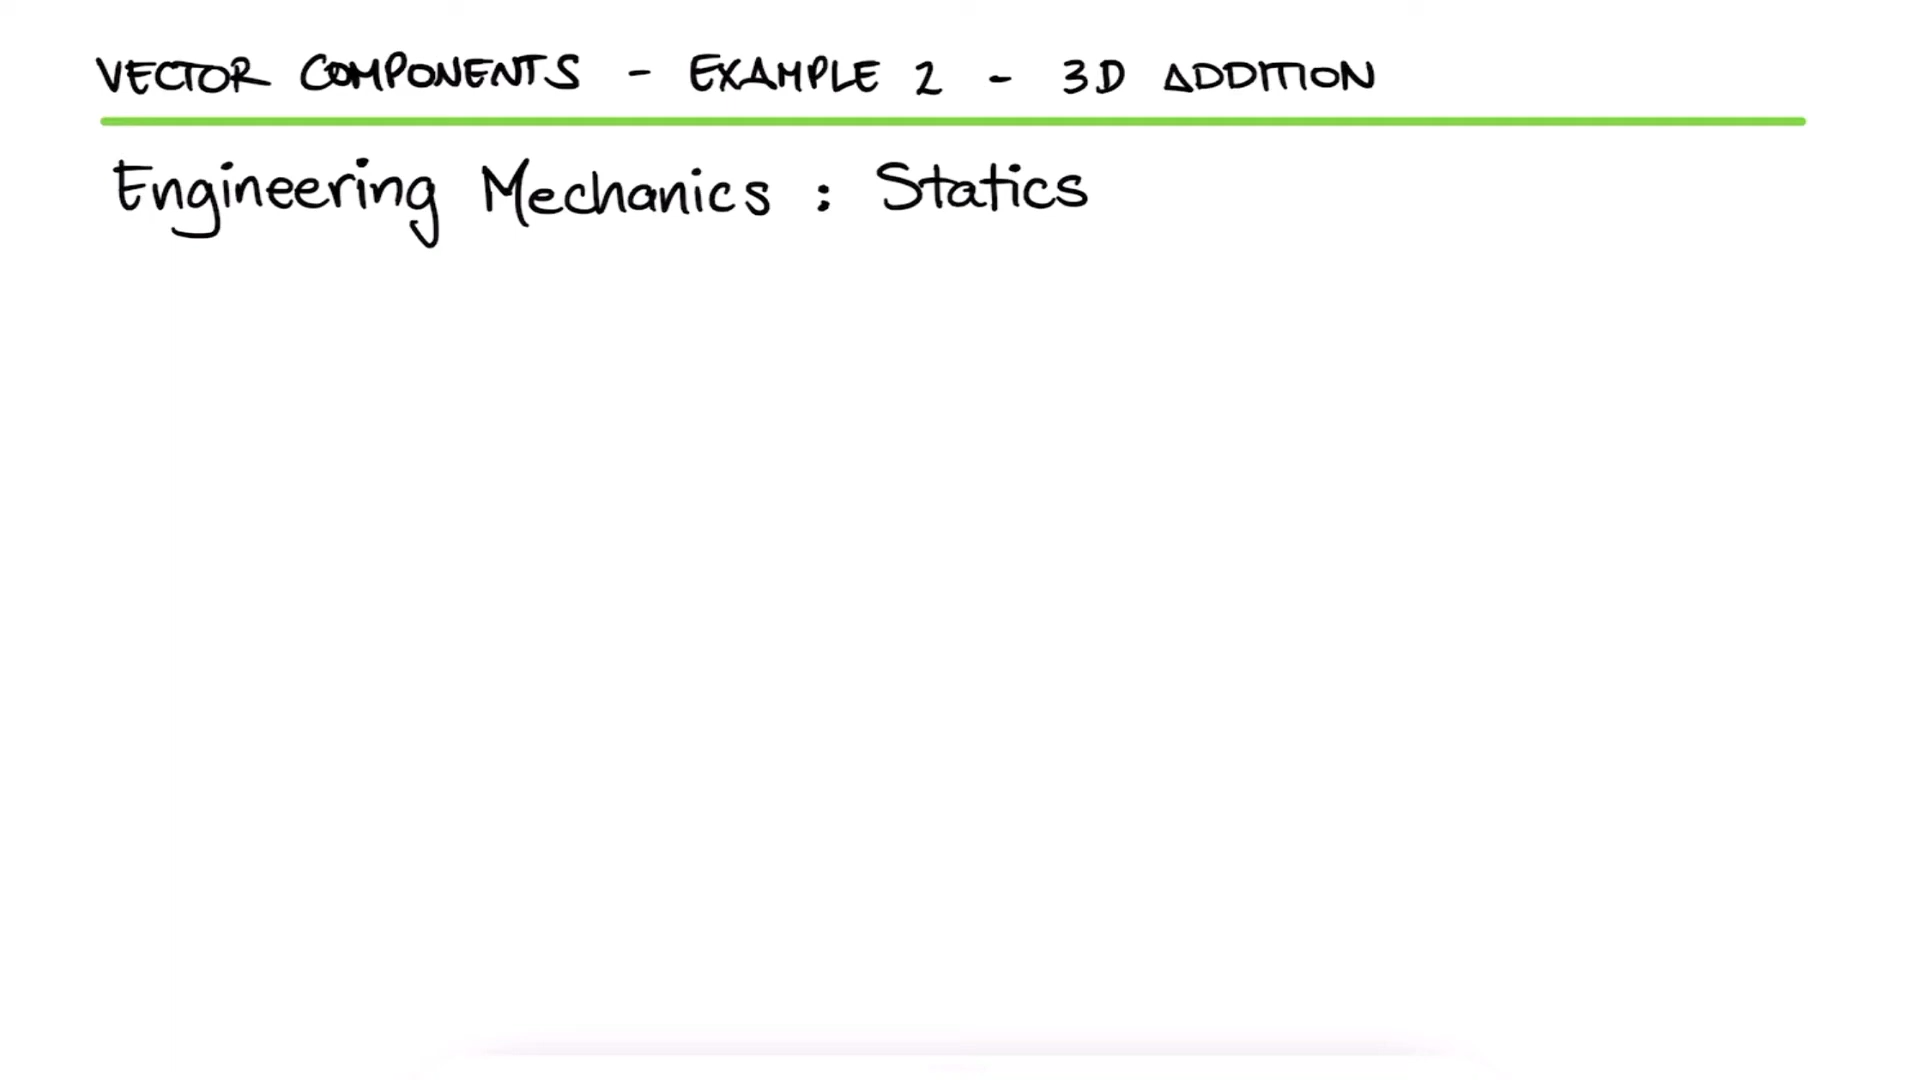 VECTOR COMPONENTS - EXAMPLE 2 - 3D ADDITION
Engineering Mechanics : Statics